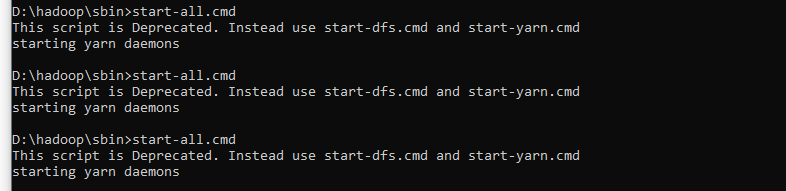 D:\hadoop\sbin>start-all.cmd
This script is Deprecated. Instead use start-dfs.cmd and start-yarn.cmd
starting yarn daemons
D:\hadoop\sbin>start-all.cmd
This script is Deprecated. Instead use start-dfs.cmd and start-yarn.cmd
starting yarn daemons
D:\hadoop\sbin>start-all.cmd
This script is Deprecated. Instead use start-dfs.cmd and start-yarn.cmd
starting yarn daemons